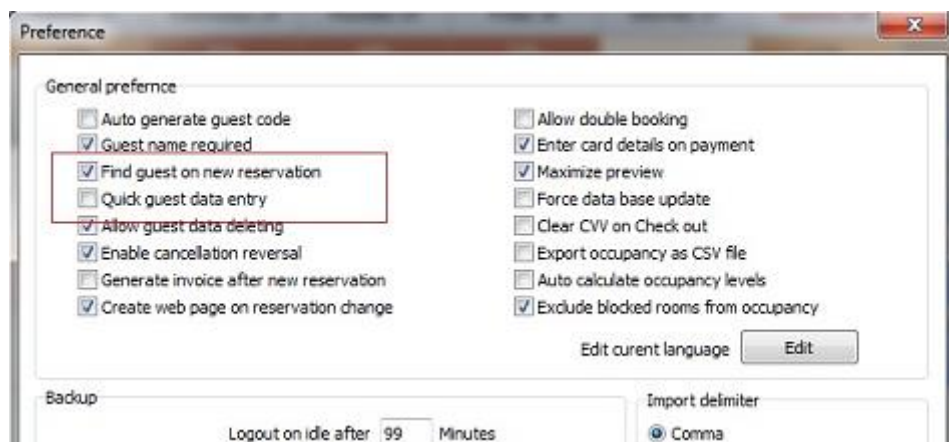 Preference
General prefernce
Auto generate guest code
Guest name required
Find guest on new reservation
Quick guest data entry
Allow guest data deleting
Enable cancellation reversal
Generate invoice after new reservation
Create web page on reservation change
Allow double booking
Enter card details on payment
Maximize preview
Force data base update
Clear CVV on Check out
Export occupancy as CSV file
Auto calculate occupancy levels
Exclude blocked rooms from occupancy
Edit curent language Edit
Backup
Logout on idle after 99 Minutes
Import delimiter
Comma